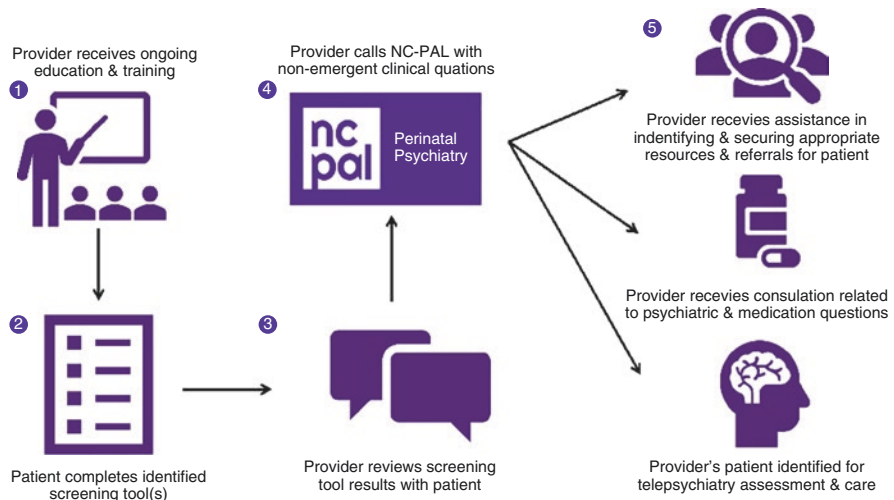 1
Provider receives ongoing
education & training
2
Patient completes identified
screening tool(s)
3
Provider reviews screening
tool results with patient
4
Provider calls NC-PAL with
non-emergent clinical quations
nc
pal
Perinatal
Psychiatry
5
Provider recevies assistance in
indentifying & securing appropriate
resources & referrals for patient
Provider recevies consulation related
to psychiatric & medication questions
Provider's patient identified for
telepsychiatry assessment & care